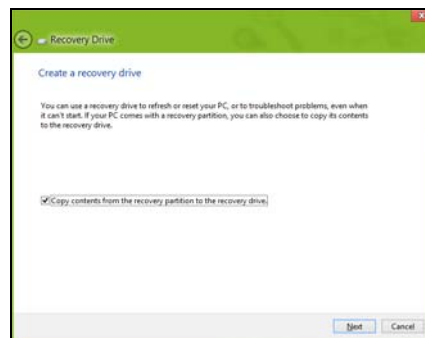 Recovery Drive
Create a recovery drive
You can use a recovery drive to refresh or reset your PC, or to troubleshoot problems, even when
it can't start. If your PC comes with a recovery partition, you can also choose to copy its contents
to the recovery drive.
Copy contents from the recovery partition to the recovery drive.
Next Cancel